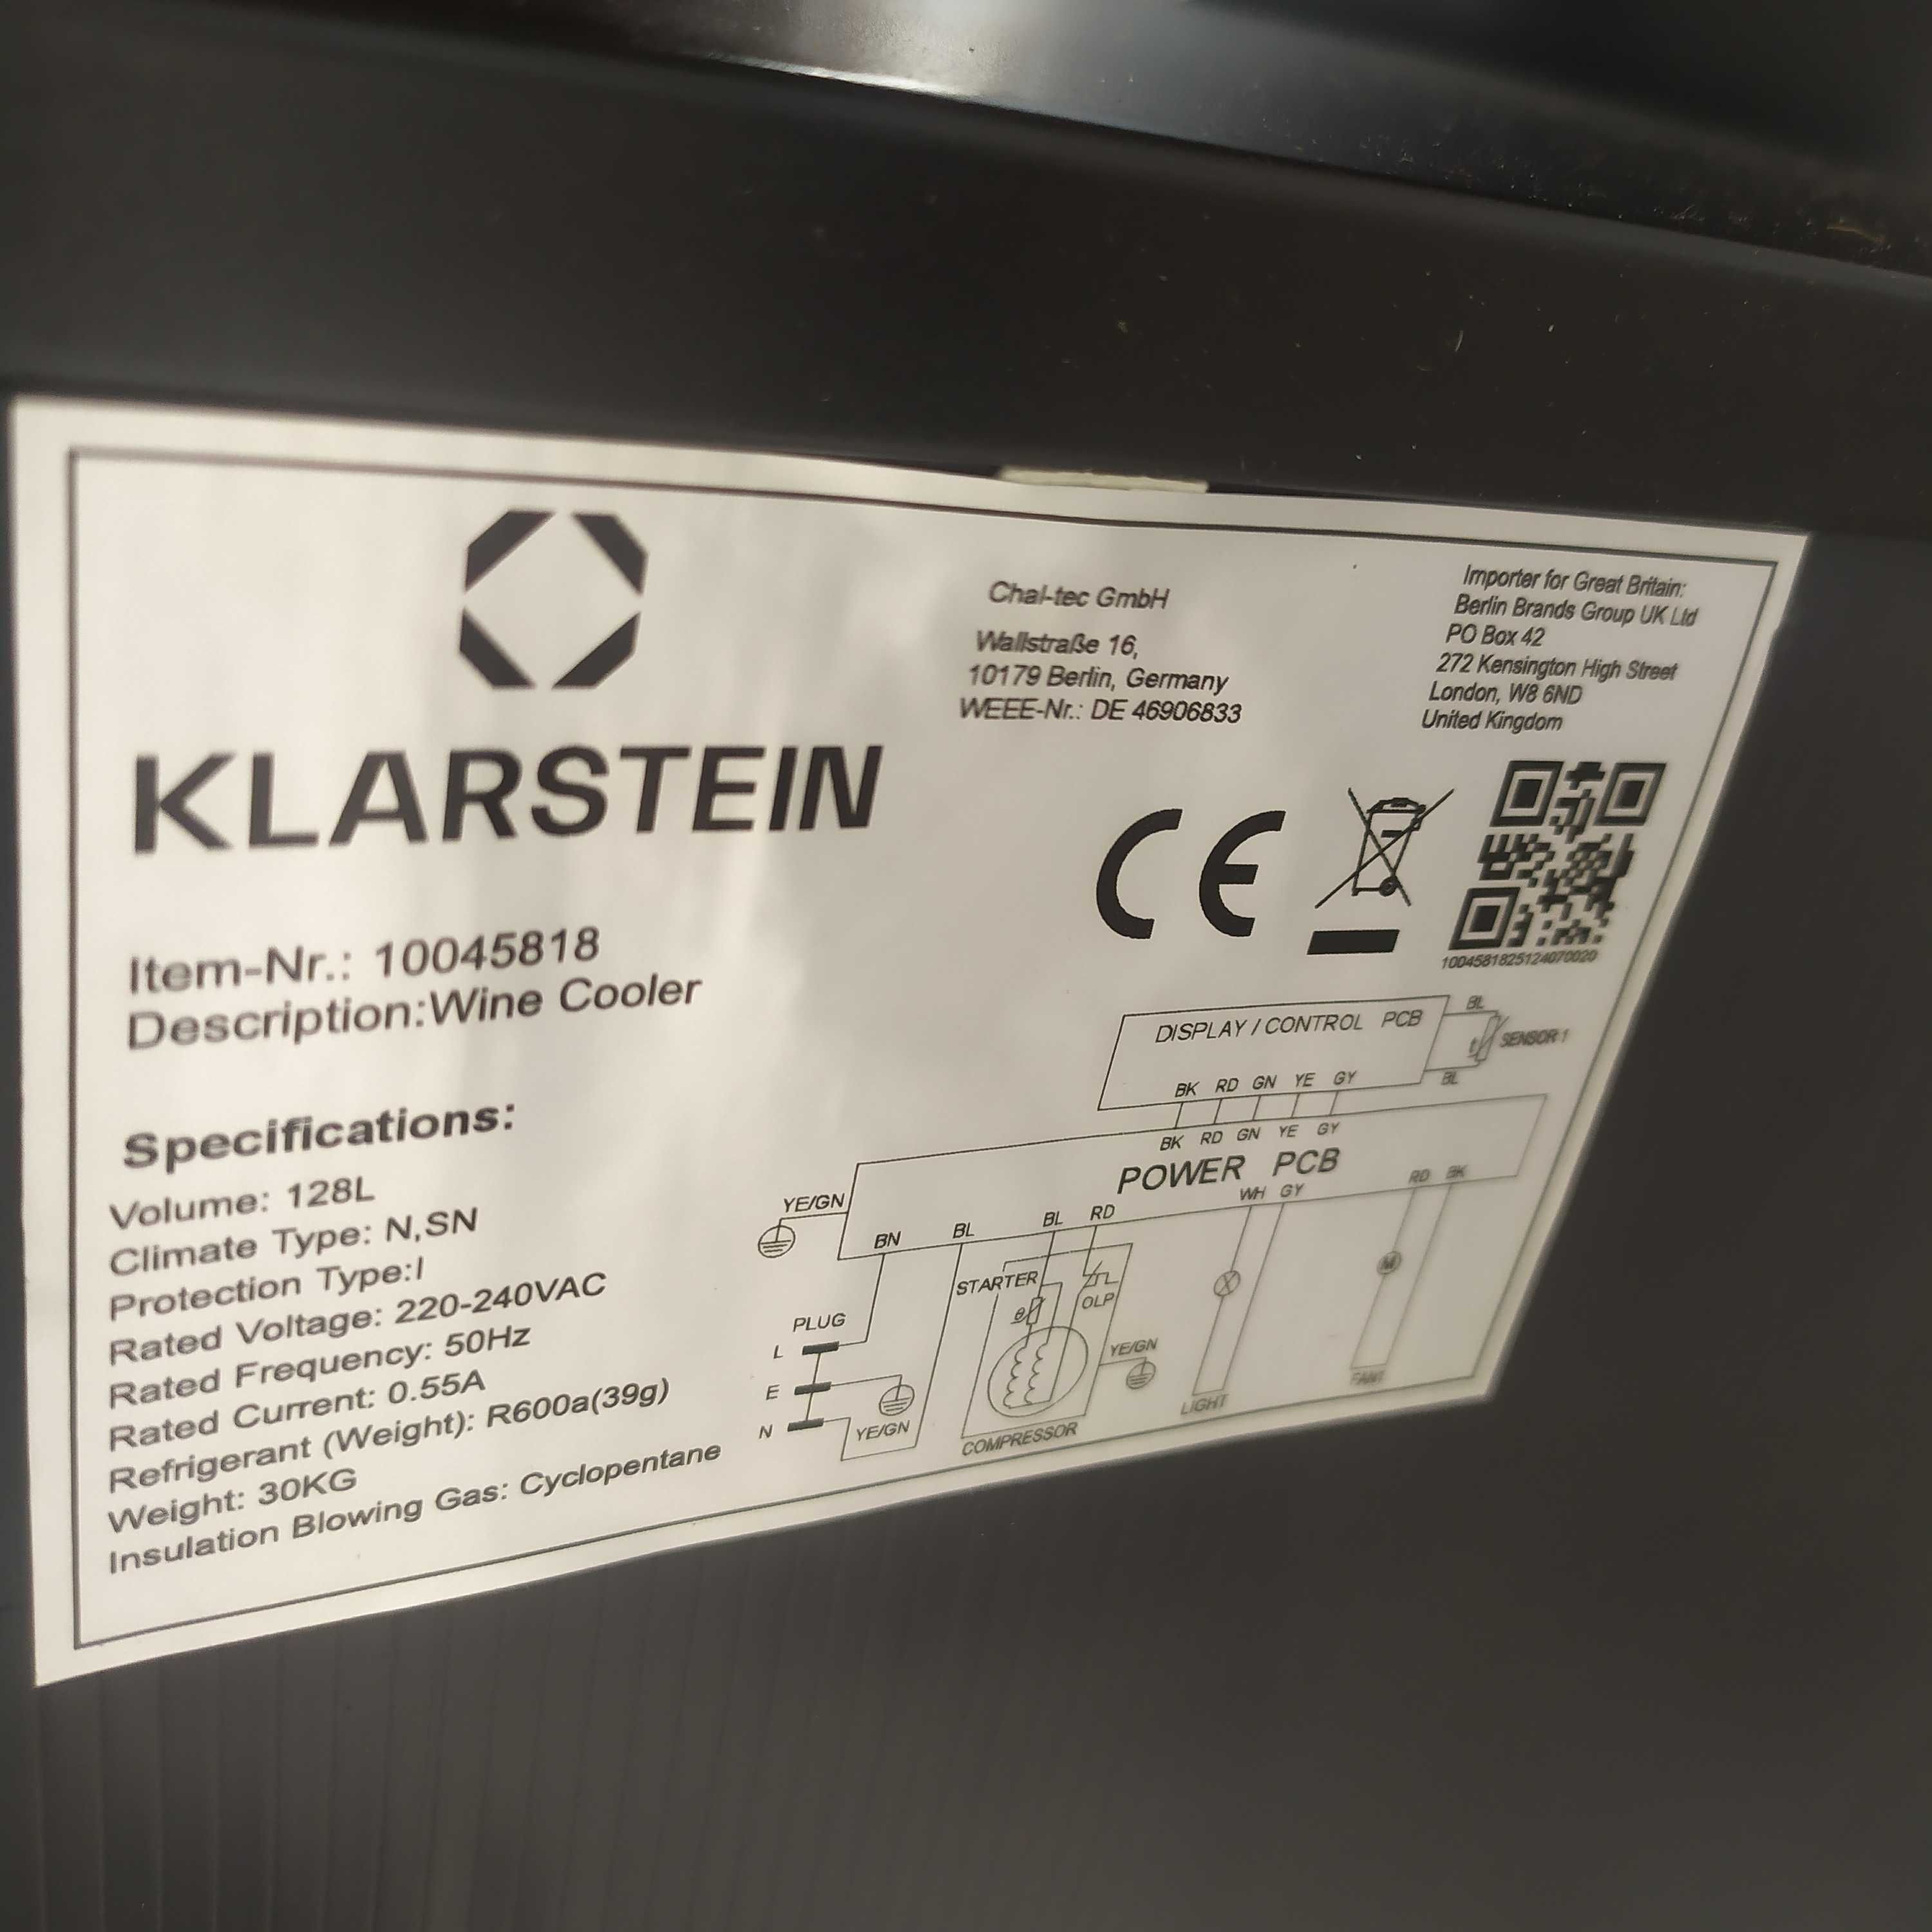 KLARSTEIN
Chal-tec GmbH
Wallstraße 16,
10179 Berlin, Germany
WEEE-Nr.: DE 46906833
Importer for Great Britain:
Berlin Brands Group UK Ltd
PO Box 42
272 Kensington High Street
London, W8 6ND
United Kingdom
CE
1004581825124070020
Item-Nr.: 10045818
Description:Wine Cooler
Specifications:
Volume: 128L
Climate Type: N,SN
Protection Type:I
Rated Voltage: 220-240VAC
Rated Frequency: 50Hz
Rated Current: 0.55A
Refrigerant (Weight): R600a(39g)
Weight: 30KG
Insulation Blowing Gas: Cyclopentane
DISPLAY / CONTROL PCB
BL
SENSOR 1
BL
BK RD GN YE GY
BK RD GN YE GY
POWER PCB
YE/GN
BN BL BL RD WH GY RD BK
STARTER
θ
OLP
PLUG
L
E
N
YE/GN
YE/GN
M
COMPRESSOR
LIGHT
FAN1